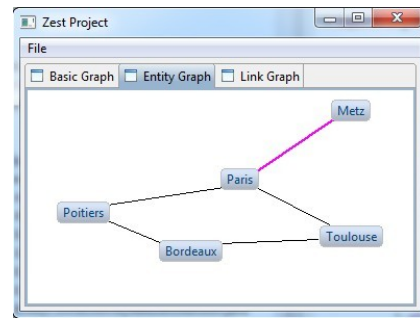 Zest Project
File
Basic Graph Entity Graph Link Graph
Metz
Paris
Poitiers
Toulouse
Bordeaux